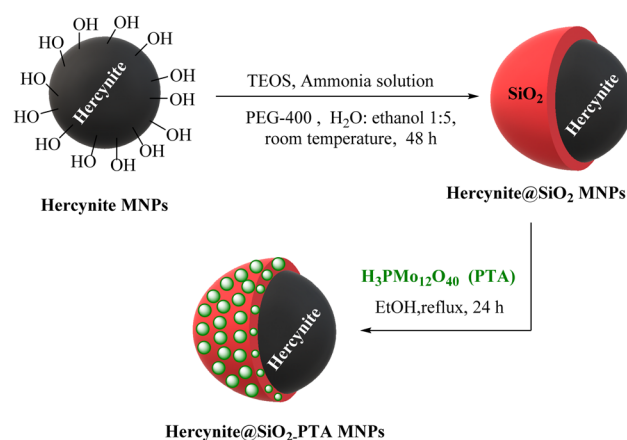 OH
OH
HO
OH
HO
OH
HO
OH
HO
OH
HO
OH
HO
OH
HO
OH
Hercynite
Hercynite MNPs
TEOS, Ammonia solution
PEG-400 , H₂O: ethanol 1:5,
room temperature, 48 h
SiO₂
Hercynite
Hercynite@SiO₂ MNPs
H₃PMo₁₂O₄₀ (PTA)
EtOH,reflux, 24 h
Hercynite
Hercynite@SiO₂-PTA MNPs